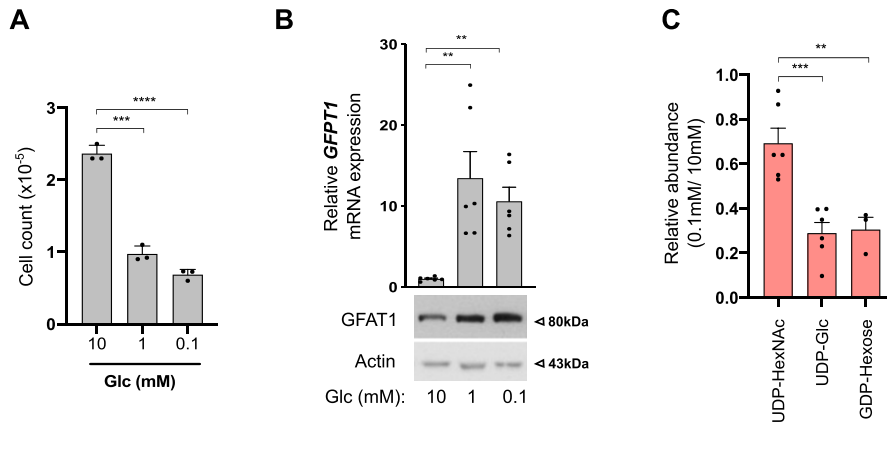 A
Cell count (x10-5)
3
2
1
0
***
****
10 1 0.1
Glc (mM)
B
Relative GFPT1
mRNA expression
30
20
10
0
**
**
GFAT1
80kDa
Actin
43kDa
Glc (mM): 10 1 0.1
C
Relative abundance
(0.1mM/ 10mM)
1.0
0.8
0.6
0.4
0.2
0.0
**
***
UDP-HexNAc
UDP-Glc
GDP-Hexose